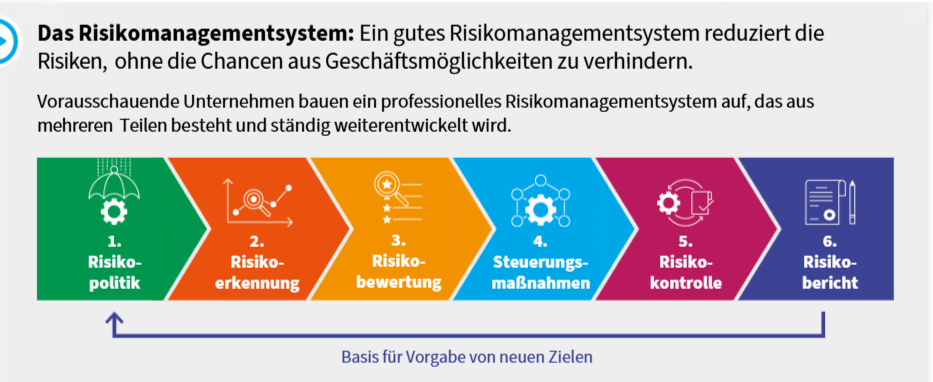 Das Risikomanagementsystem: Ein gutes Risikomanagementsystem reduziert die
Risiken, ohne die Chancen aus Geschäftsmöglichkeiten zu verhindern.
Vorausschauende Unternehmen bauen ein professionelles Risikomanagementsystem auf, das aus
mehreren Teilen besteht und ständig weiterentwickelt wird.
1.
Risiko-
politik
2.
Risiko-
erkennung
3.
Risiko-
bewertung
4.
Steuerungs-
maßnahmen
5.
Risiko-
kontrolle
6.
Risiko-
bericht
Basis für Vorgabe von neuen Zielen